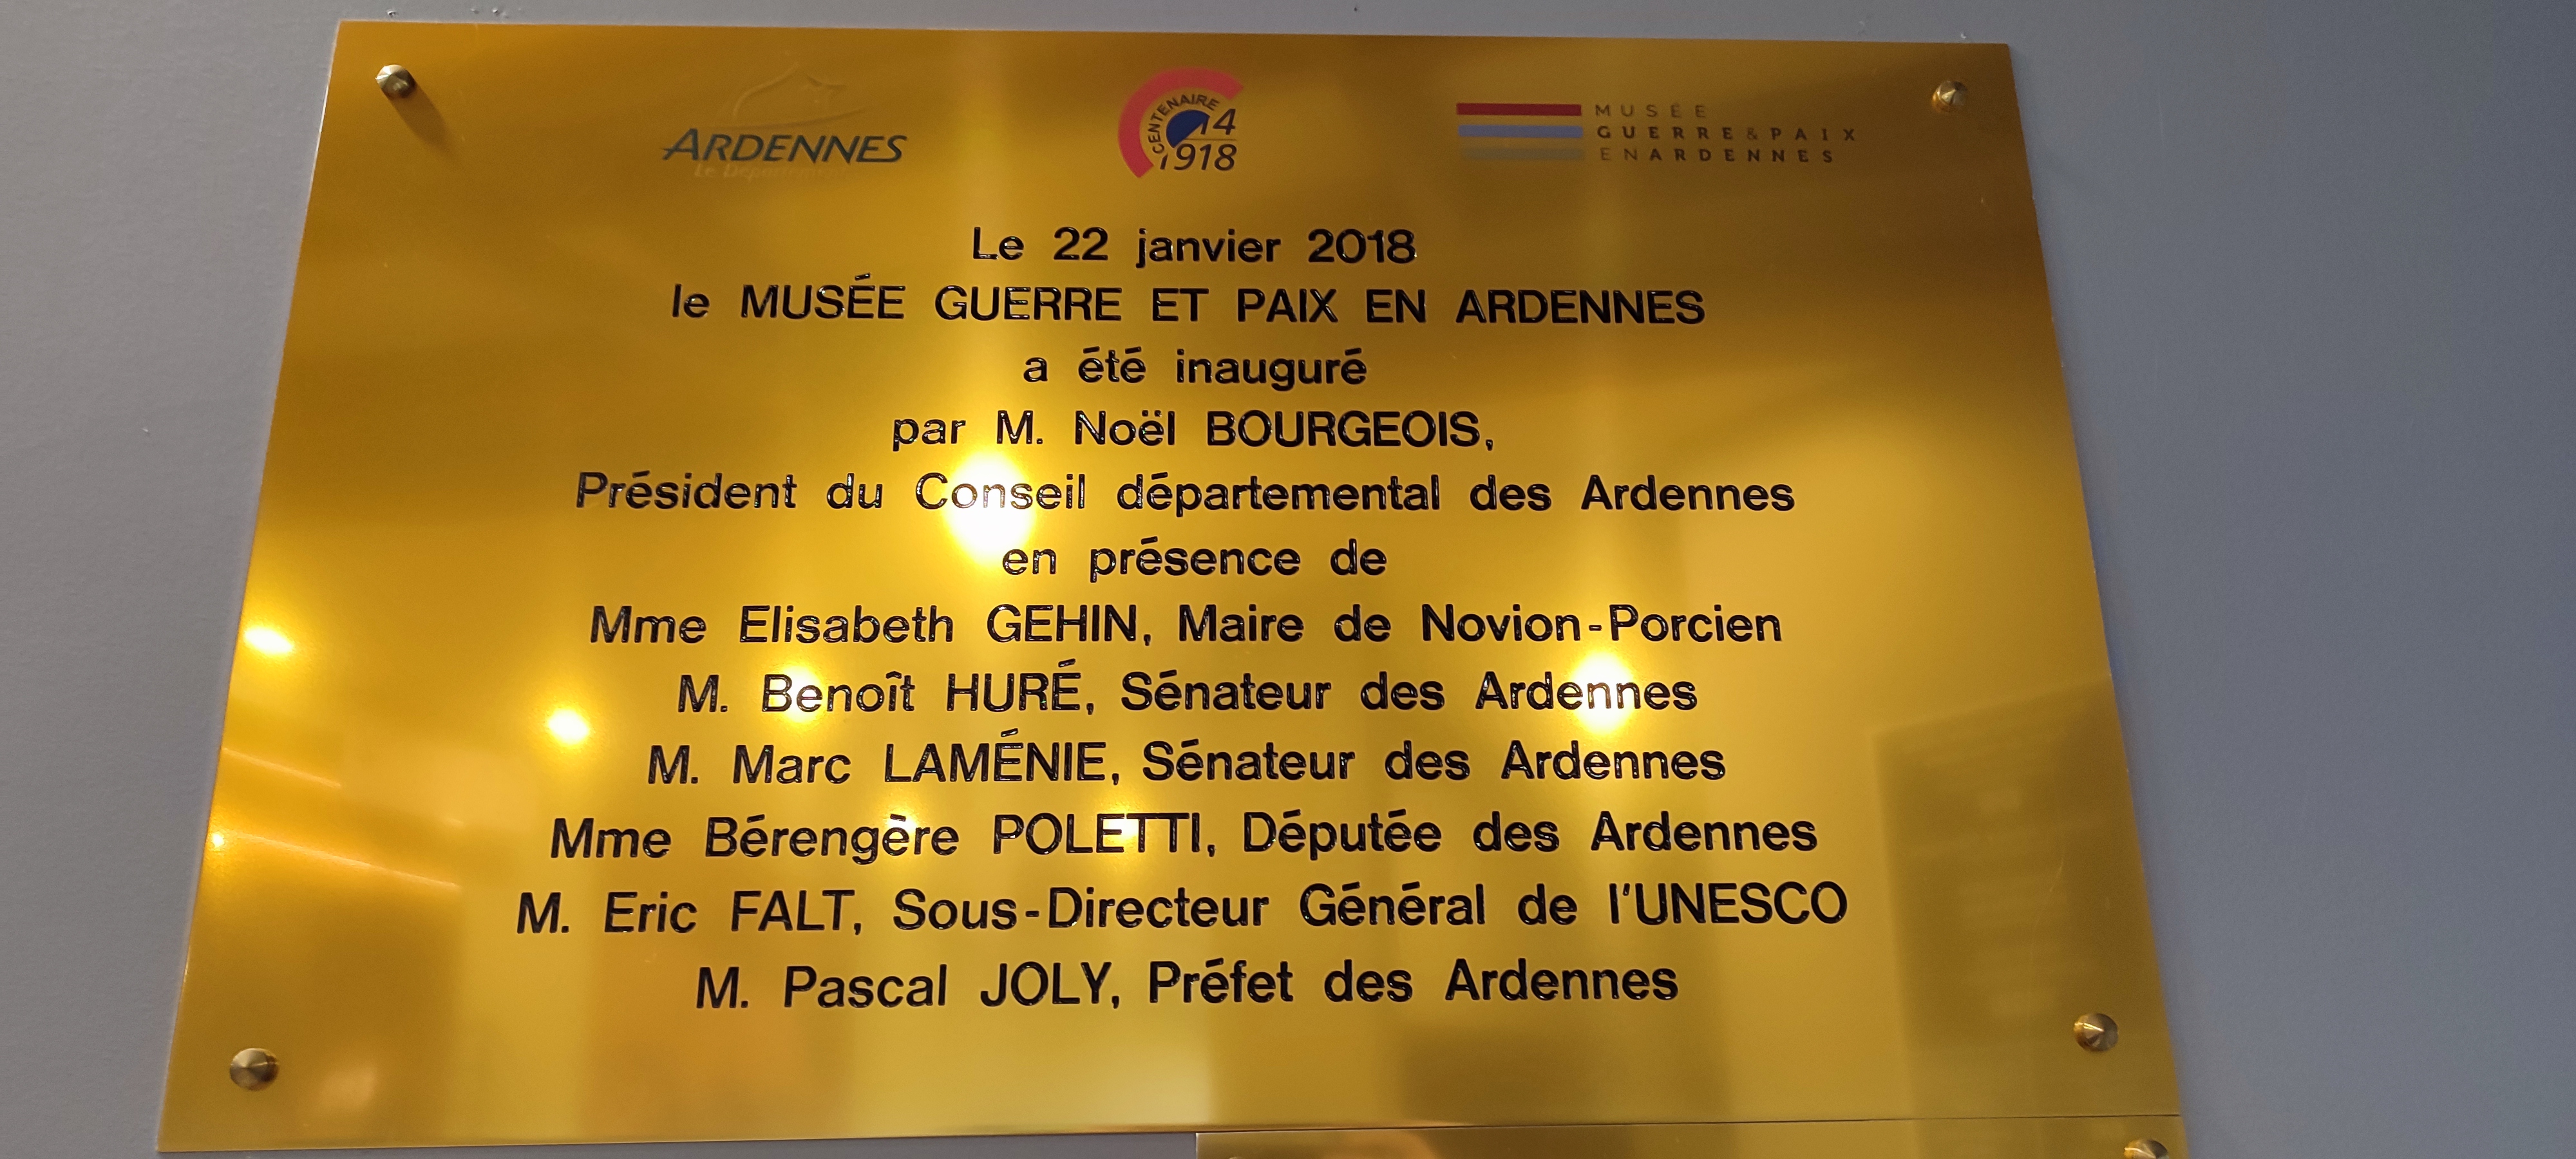 ARDENNES
Le Département
CENTENAIRE
14
1918
MUSÉE
GUERRE&PAIX
ENARDENNES
Le 22 janvier 2018
le MUSÉE GUERRE ET PAIX EN ARDENNES
a été inauguré
par M. Noël BOURGEOIS,
Président du Conseil départemental des Ardennes
en présence de
Mme Elisabeth GEHIN, Maire de Novion-Porcien
M. Benoît HURÉ, Sénateur des Ardennes
M. Marc LAMÉNIE, Sénateur des Ardennes
Mme Bérengère POLETTI, Députée des Ardennes
M. Eric FALT, Sous-Directeur Général de l'UNESCO
M. Pascal JOLY, Préfet des Ardennes